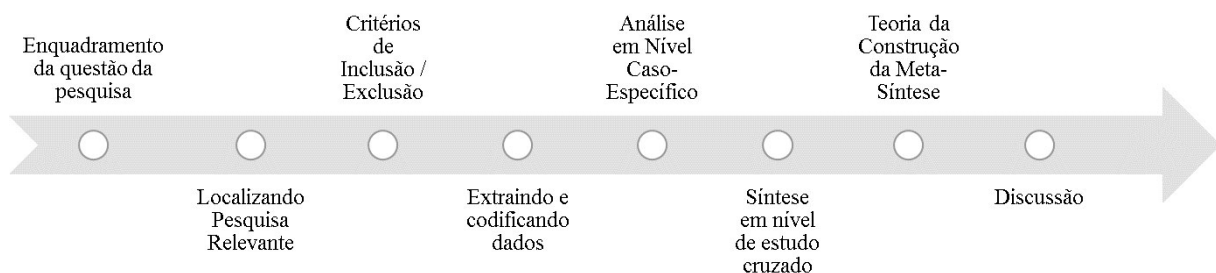 Enquadramento
da questão da
pesquisa
Localizando
Pesquisa
Relevante
Critérios
de
Inclusão /
Exclusão
Extraindo e
codificando
dados
Análise
em Nível
Caso-
Específico
Síntese
em nível
de estudo
cruzado
Teoria da
Construção
da Meta-
Síntese
Discussão